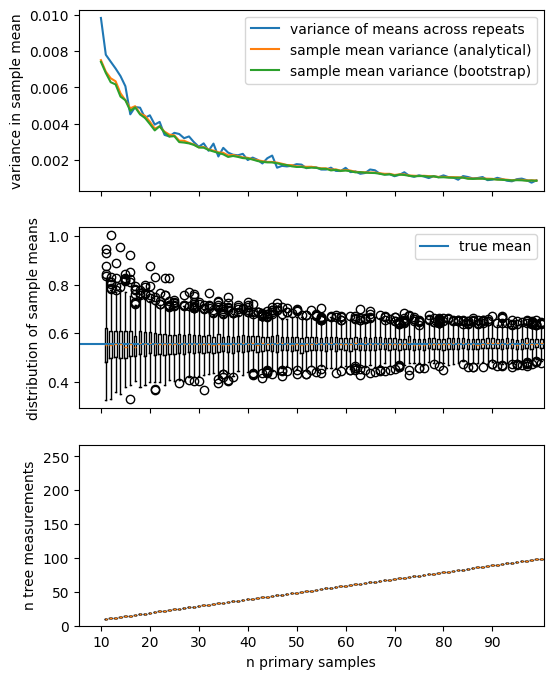 variance in sample mean
0.010
0.008
0.006
0.004
0.002
variance of means across repeats
sample mean variance (analytical)
sample mean variance (bootstrap)
distribution of sample means
1.0
0.8
0.6
0.4
true mean
n tree measurements
250
200
150
100
50
0
10 20 30 40 50 60 70 80 90
n primary samples